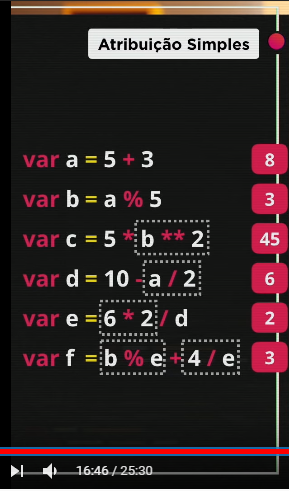 Atribuição Simples
var a = 5 + 3 8
var b = a % 5 3
var c = 5 * b ** 2 45
var d = 10 - a / 2 6
var e = 6 * 2 / d 2
var f = b % e + 4 / e 3
16:46 / 25:30